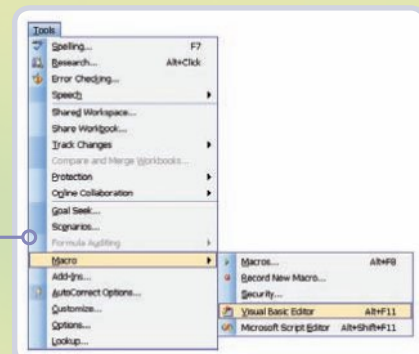 Tools
Spelling... F7
Research... Alt+Click
Error Checking...
Speech
Shared Workspace...
Share Workbook...
Track Changes
Compare and Merge Workbooks...
Protection
Online Collaboration
Goal Seek...
Scenarios...
Formula Auditing
Macro
Macros... Alt+F8
Record New Macro...
Security...
Visual Basic Editor Alt+F11
Microsoft Script Editor Alt+Shift+F11
Add-Ins...
AutoCorrect Options...
Customize...
Options...
Lookup...